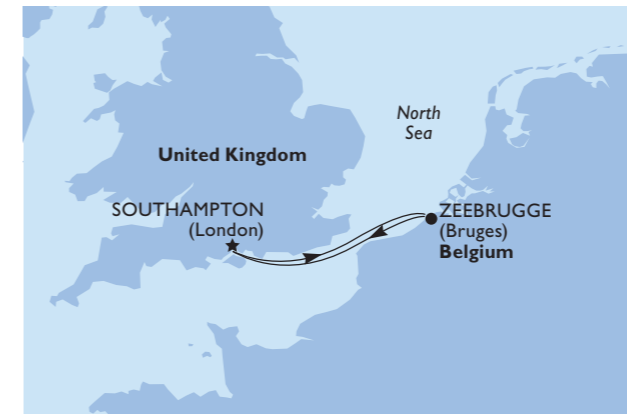 North
Sea
United Kingdom
SOUTHAMPTON
(London)
ZEEBRUGGE
(Bruges)
Belgium